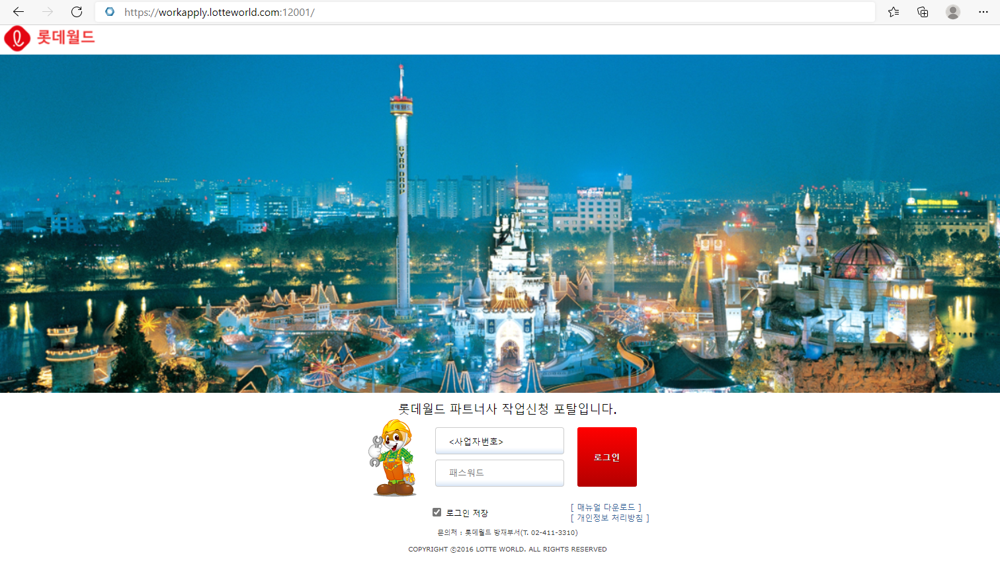 https://workapply.lotteworld.com:12001/
롯데월드
GYRO DROP
롯데월드 파트너사 작업신청 포탈입니다.
<사업자번호>
패스워드
로그인
로그인 저장
[ 매뉴얼 다운로드 ]
[ 개인정보 처리방침 ]
문의처 : 롯데월드 방재부서(T. 02-411-3310)
COPYRIGHT ⓒ2016 LOTTE WORLD. ALL RIGHTS RESERVED